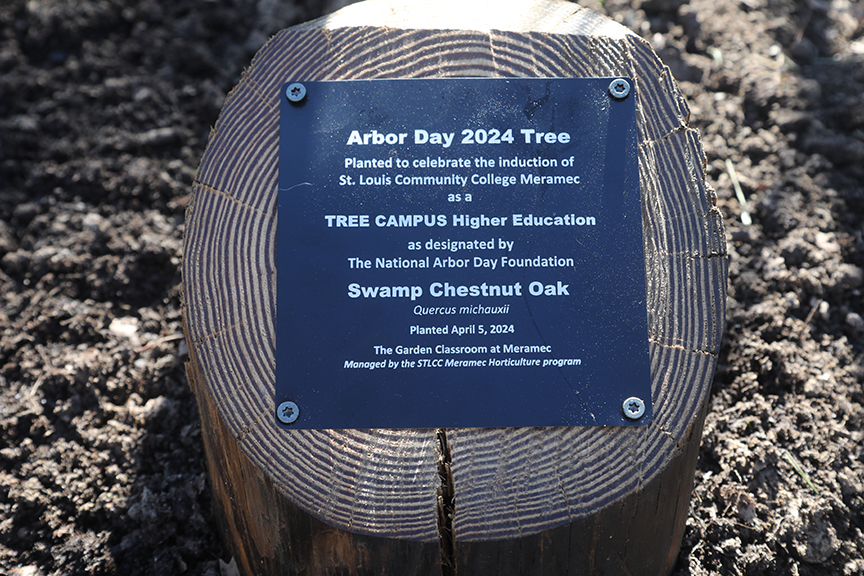 Arbor Day 2024 Tree
Planted to celebrate the induction of
St. Louis Community College Meramec
as a
TREE CAMPUS Higher Education
as designated by
The National Arbor Day Foundation
Swamp Chestnut Oak
Quercus michauxii
Planted April 5, 2024
The Garden Classroom at Meramec
Managed by the STLCC Meramec Horticulture program